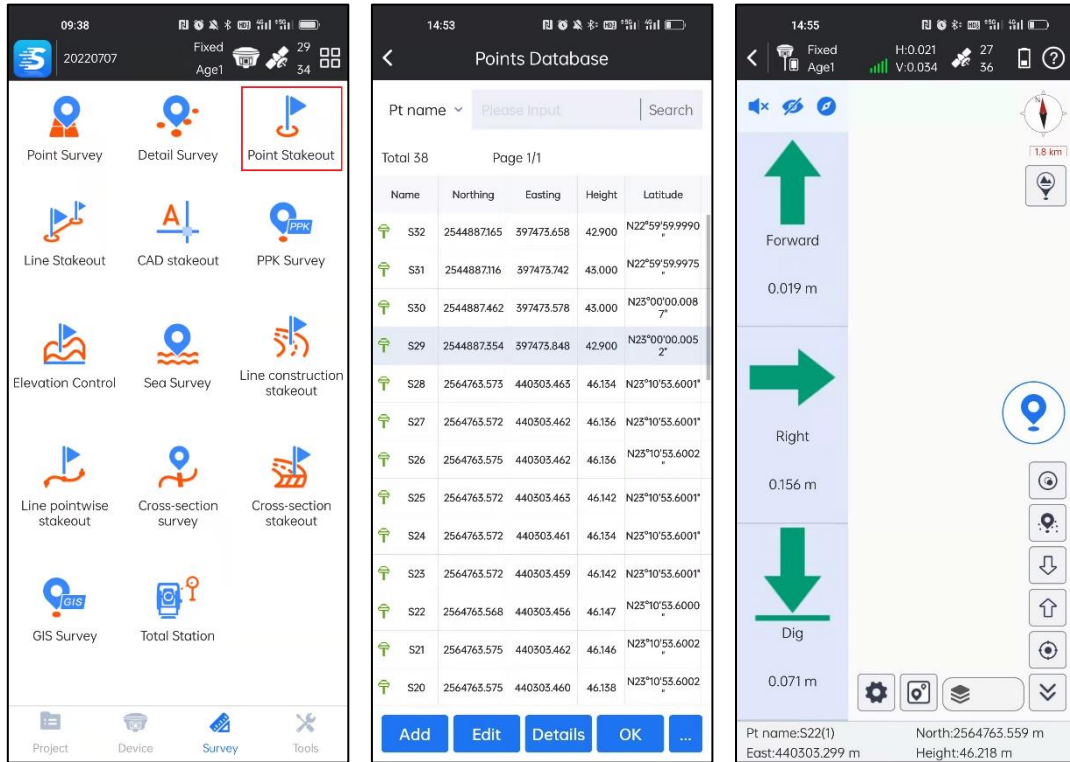 09:38
20220707
Fixed
Age1
29
34
Point Survey
Detail Survey
Point Stakeout
Line Stakeout
CAD stakeout
PPK
PPK Survey
Elevation Control
Sea Survey
Line construction
stakeout
Line pointwise
stakeout
Cross-section
survey
Cross-section
stakeout
GIS
GIS Survey
Total Station
Project
Device
Survey
Tools
14:53
Points Database
Pt name
Please Input
Search
Total 38 Page 1/1
Name Northing Easting Height Latitude
S32 2544887.165 397473.658 42.900 N22°59'59.9990
"
S31 2544887.116 397473.742 43.000 N22°59'59.9975
"
S30 2544887.462 397473.578 43.000 N23°00'00.008
7"
S29 2544887.354 397473.848 42.900 N23°00'00.005
2"
S28 2564763.573 440303.463 46.134 N23°10'53.6001"
S27 2564763.572 440303.462 46.136 N23°10'53.6001"
S26 2564763.575 440303.462 46.136 N23°10'53.6002
"
S25 2564763.572 440303.463 46.142 N23°10'53.6001"
S24 2564763.572 440303.461 46.134 N23°10'53.6001"
S23 2564763.572 440303.459 46.142 N23°10'53.6001"
S22 2564763.568 440303.456 46.147 N23°10'53.6000
"
S21 2564763.575 440303.462 46.146 N23°10'53.6002
"
S20 2564763.575 440303.460 46.138 N23°10'53.6002
"
Add
Edit
Details
OK
...
14:55
Fixed
Age1
H:0.021
V:0.034
27
36
N
1.8 km
Forward
0.019 m
Right
0.156 m
Dig
0.071 m
Pt name:S22(1) North:2564763.559 m
East:440303.299 m Height:46.218 m